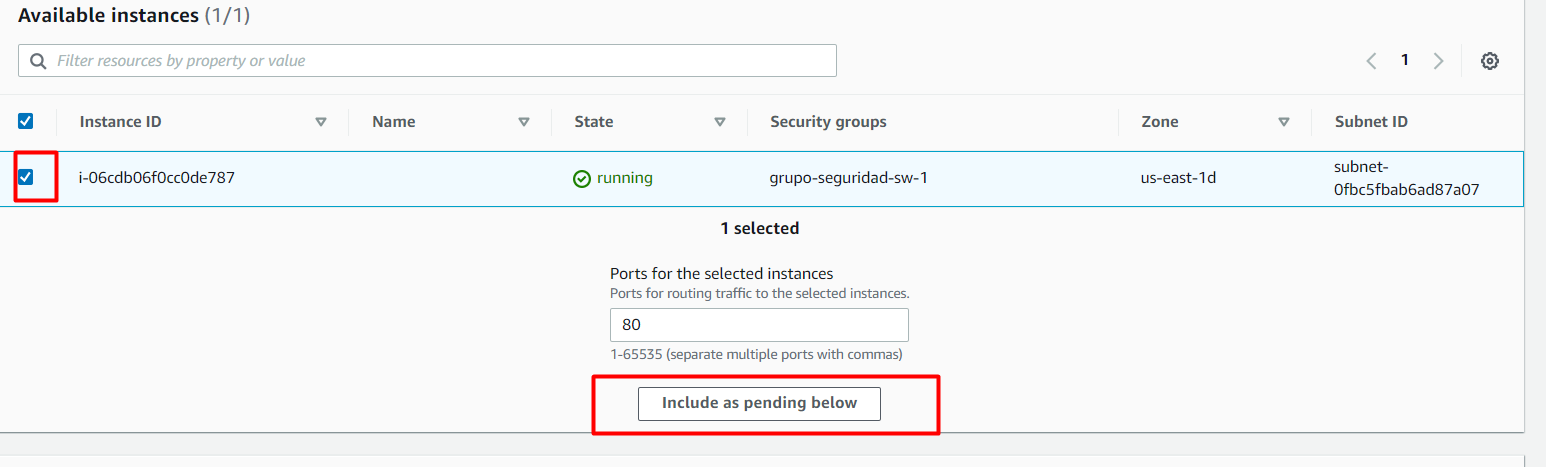 Available instances (1/1)
Filter resources by property or value
1
Instance ID
Name
State
Security groups
Zone
Subnet ID
i-06cdb06f0cc0de787
running
grupo-seguridad-sw-1
us-east-1d
subnet-
0fbc5fbab6ad87a07
1 selected
Ports for the selected instances
Ports for routing traffic to the selected instances.
80
1-65535 (separate multiple ports with commas)
Include as pending below